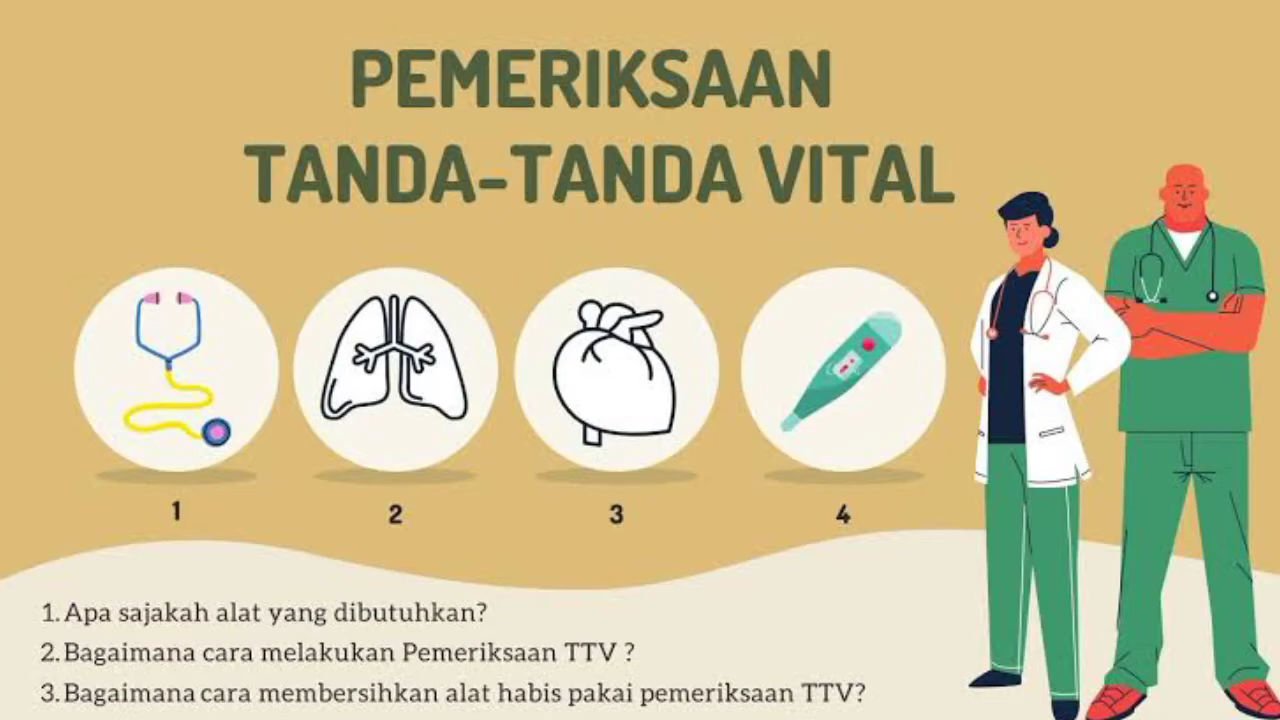 PEMERIKSAAN
TANDA-TANDA VITAL
1
2
3
4
1. Apa sajakah alat yang dibutuhkan?
2. Bagaimana cara melakukan Pemeriksaan TTV ?
3. Bagaimana cara membersihkan alat habis pakai pemeriksaan TTV?